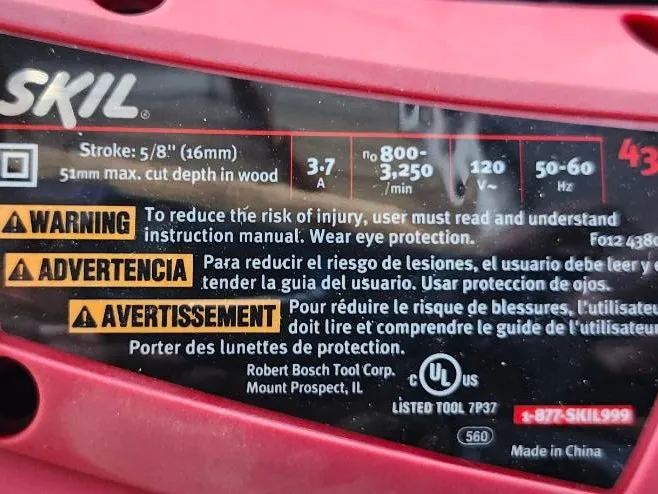 SKIL®
Stroke: 5/8" (16mm)
51mm max. cut depth in wood
3.7
A
n₀ 800-
3,250
/min
120
V~
50-60
Hz
43
WARNING
To reduce the risk of injury, user must read and understand
instruction manual. Wear eye protection.
F012 438
ADVERTENCIA
Para reducir el riesgo de lesiones, el usuario debe leer y
tender la guia del usuario. Usar proteccion de ojos.
AVERTISSEMENT
Pour réduire le risque de blessures, l'utilisateu
doit lire et comprendre le guide de l'utilisateur
Porter des lunettes de protection.
Robert Bosch Tool Corp.
Mount Prospect, IL
C UL US
LISTED TOOL 7P37
1-877-SKIL999
560
Made in China